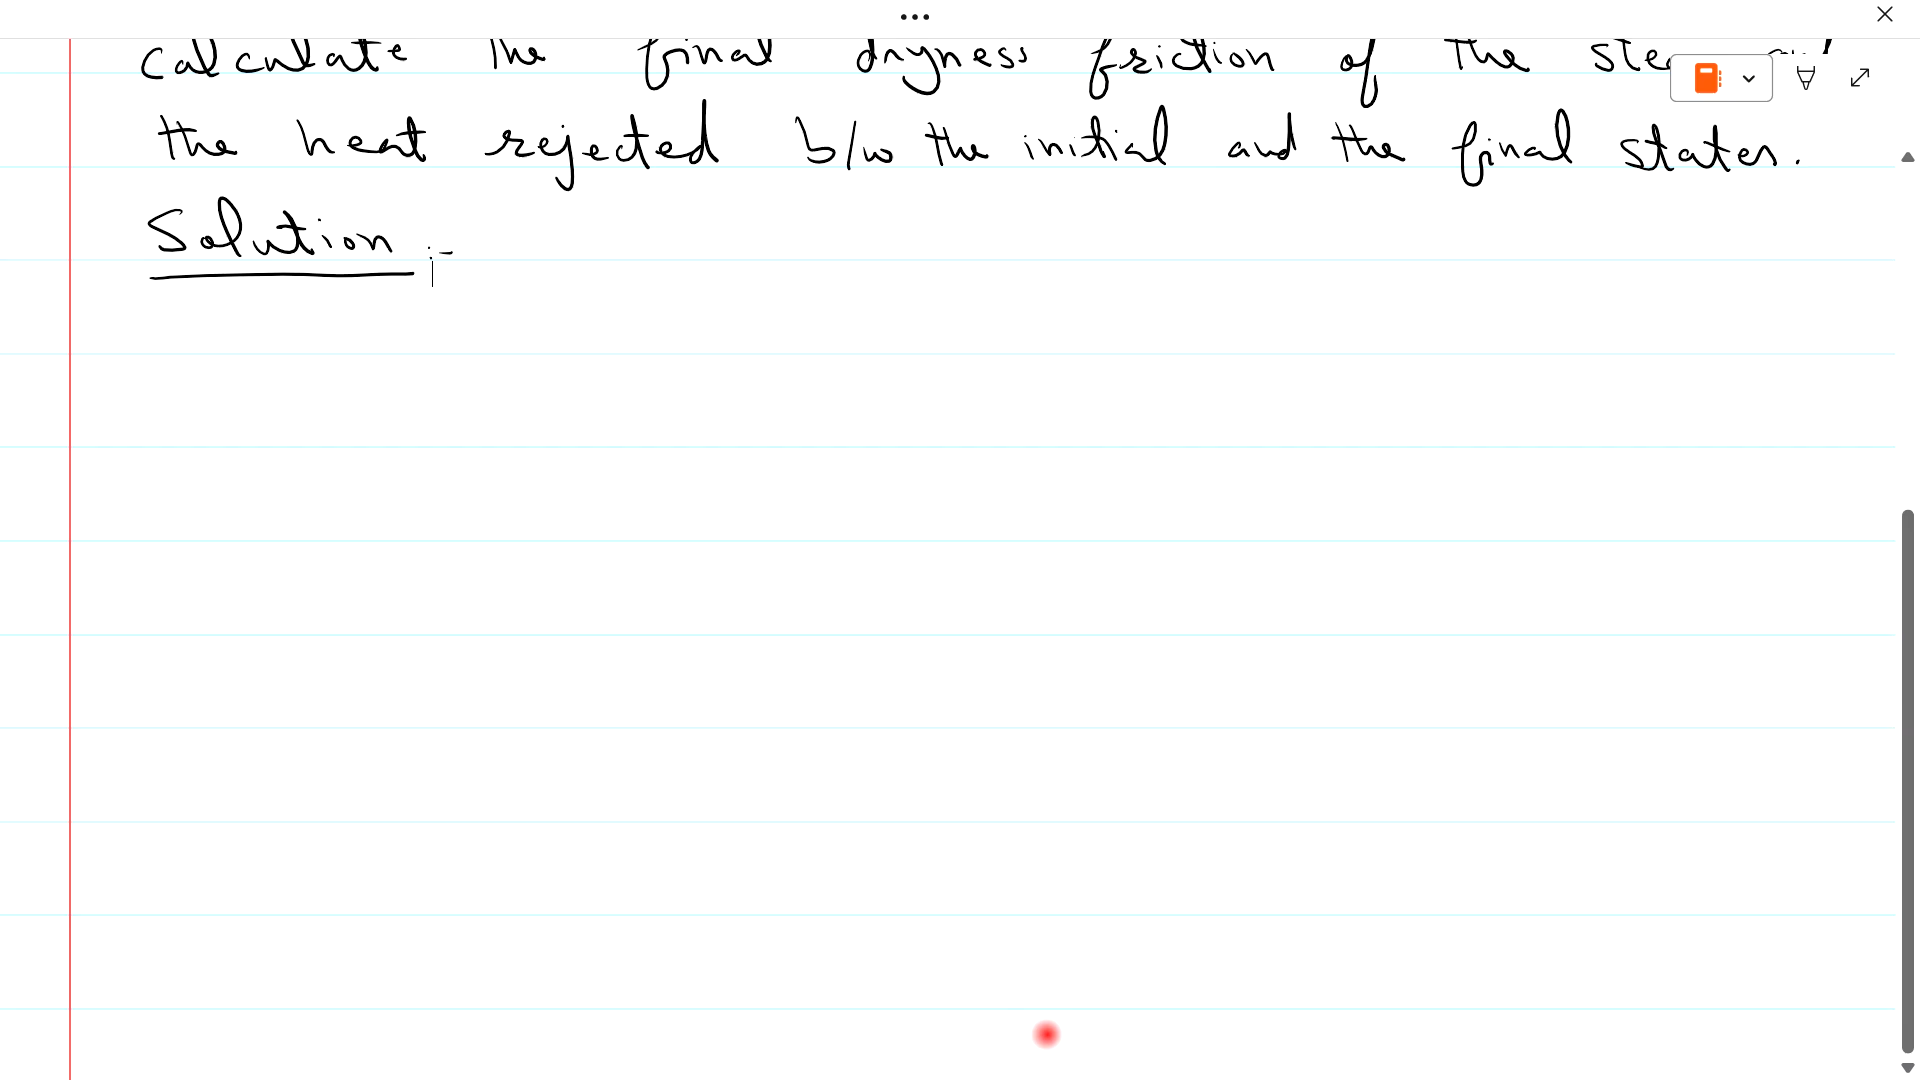 calculate the final dryness friction of the
the heat rejected b/w the initial and the final states.
Solution :-